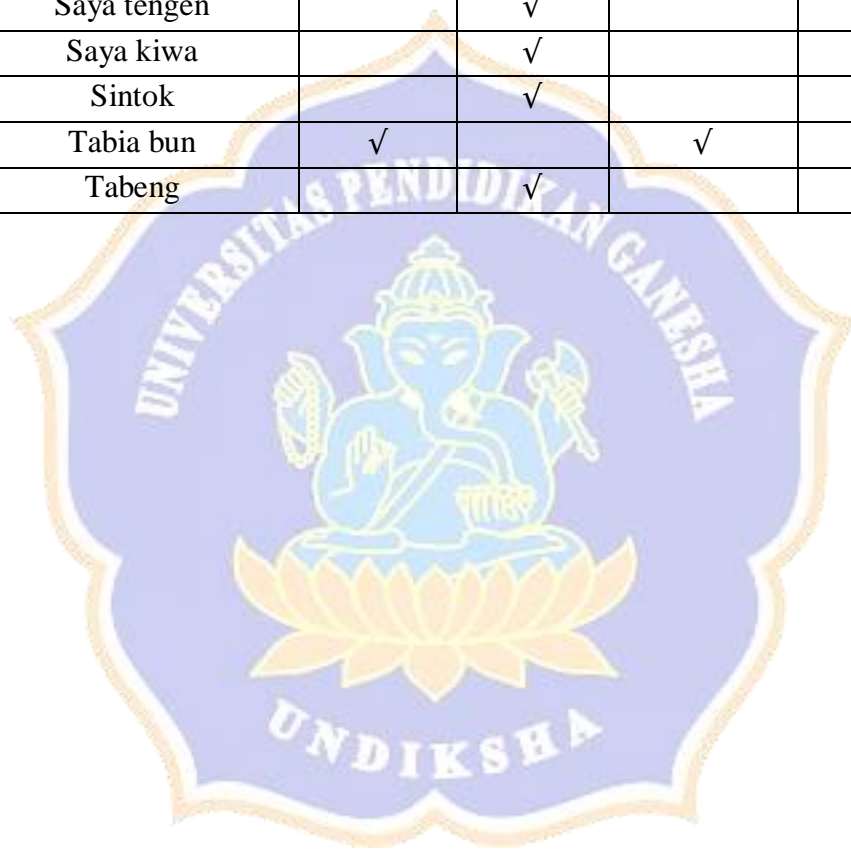 Saya tengen √
Saya kiwa √
Sintok √
Tabia bun √ √
Tabeng √
UNIVERSITAS PENDIDIKAN GANESHA
UNDIKSHA